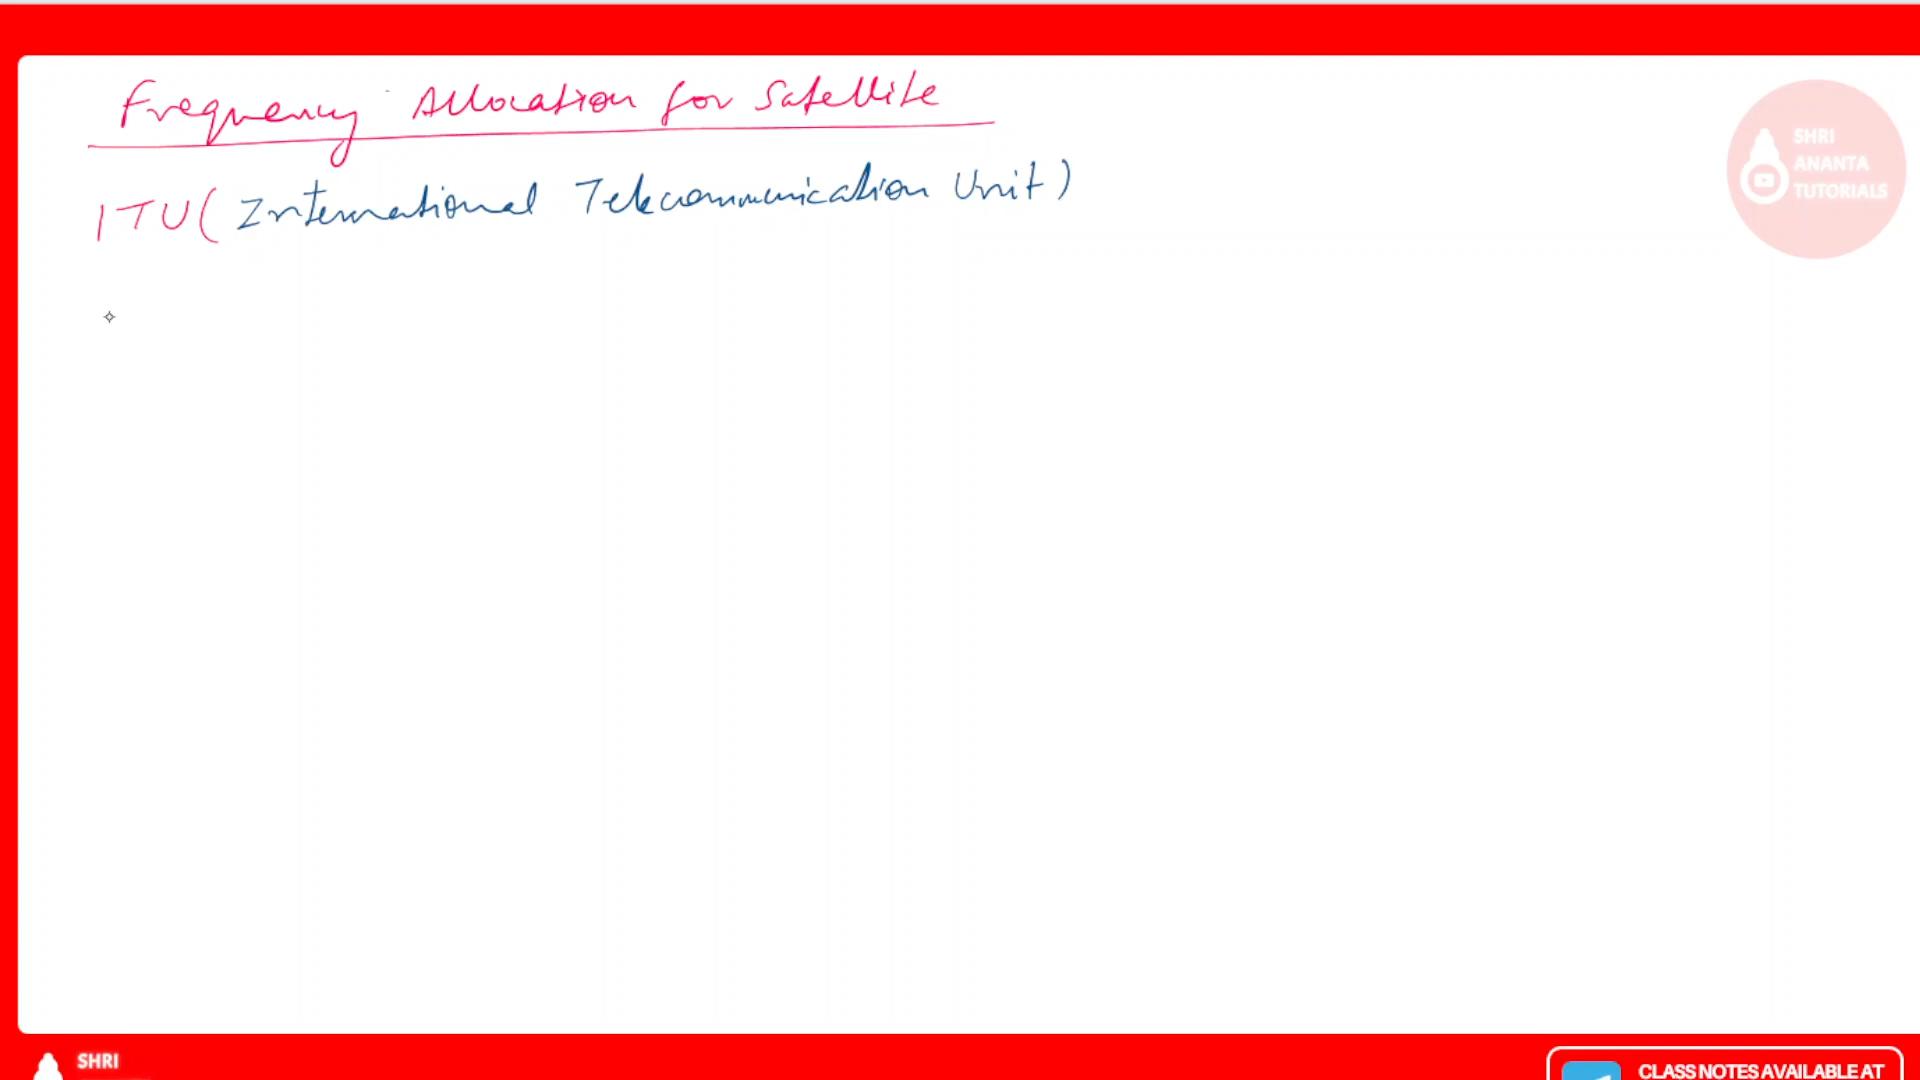 Frequency Allocation for Satellite
ITU (International Telecommunication Unit)
SHRI
ANANTA
TUTORIALS
SHRI
CLASS NOTES AVAILABLE AT